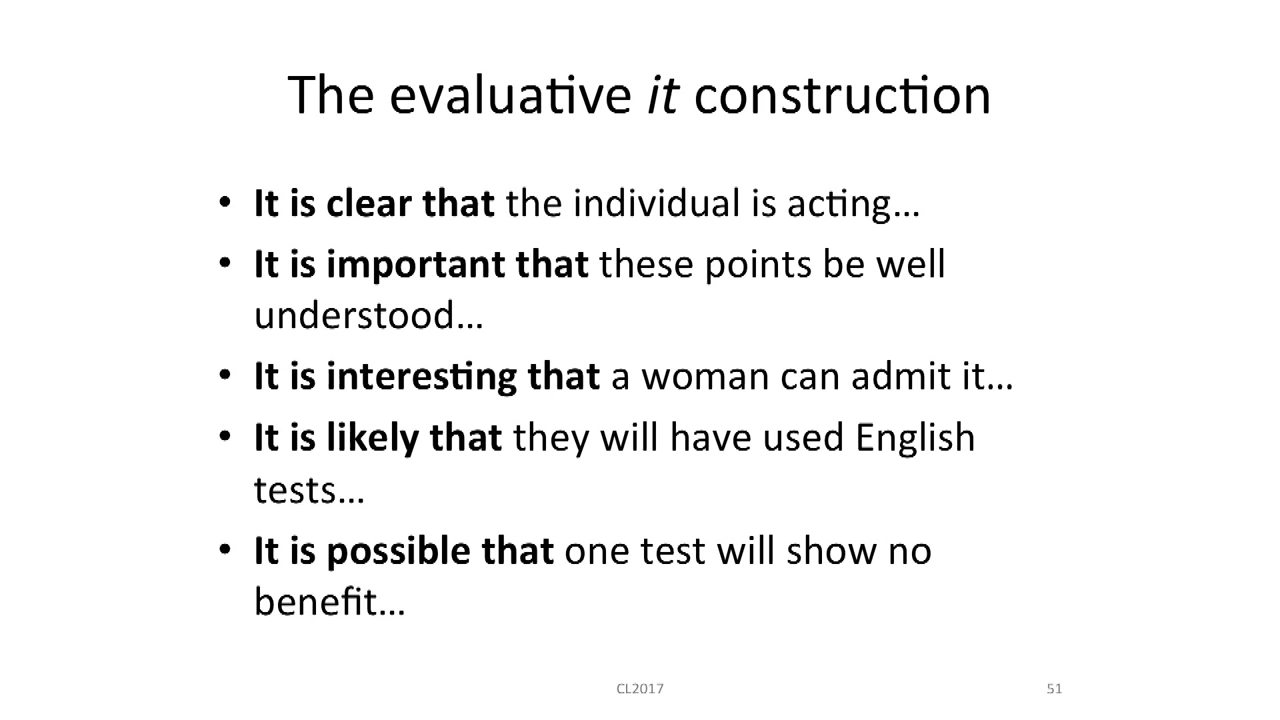 The evaluative it construction
• It is clear that the individual is acting…
• It is important that these points be well
understood…
• It is interesting that a woman can admit it…
• It is likely that they will have used English
tests…
• It is possible that one test will show no
benefit…
CL2017
51